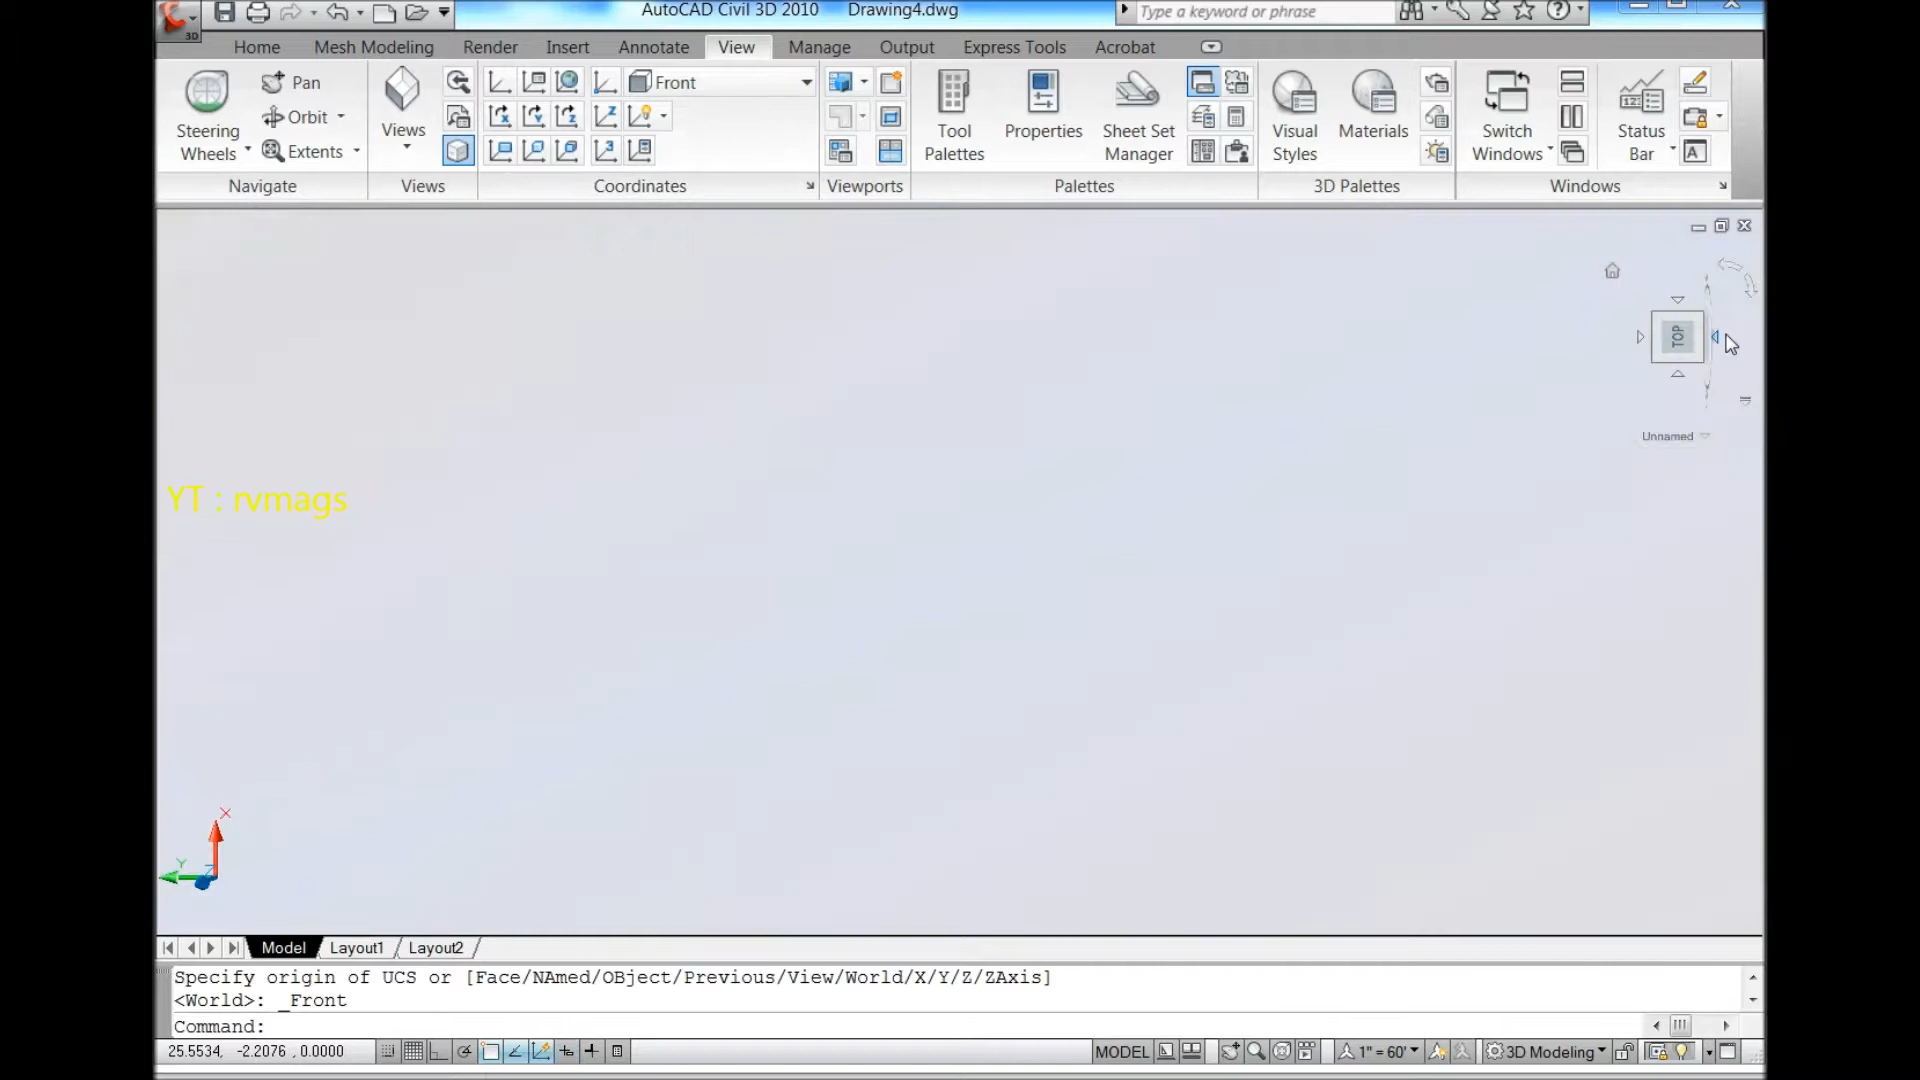 AutoCAD Civil 3D 2010 Drawing4.dwg
Type a keyword or phrase
3D
Home Mesh Modeling Render Insert Annotate View Manage Output Express Tools Acrobat
Pan
Orbit
Extents
Steering Wheels
Views
Front
Tool Palettes
Properties
Sheet Set Manager
Visual Styles
Materials
Switch Windows
Status Bar
Navigate Views Coordinates Viewports Palettes 3D Palettes Windows
TOP
Unnamed
YT : rvmags
X
Y
Model Layout1 Layout2
Specify origin of UCS or [Face/NAmed/OBject/Previous/View/World/X/Y/Z/ZAxis]
<World>: _Front
Command:
25.5534, -2.2076 , 0.0000 MODEL 1" = 60' 3D Modeling